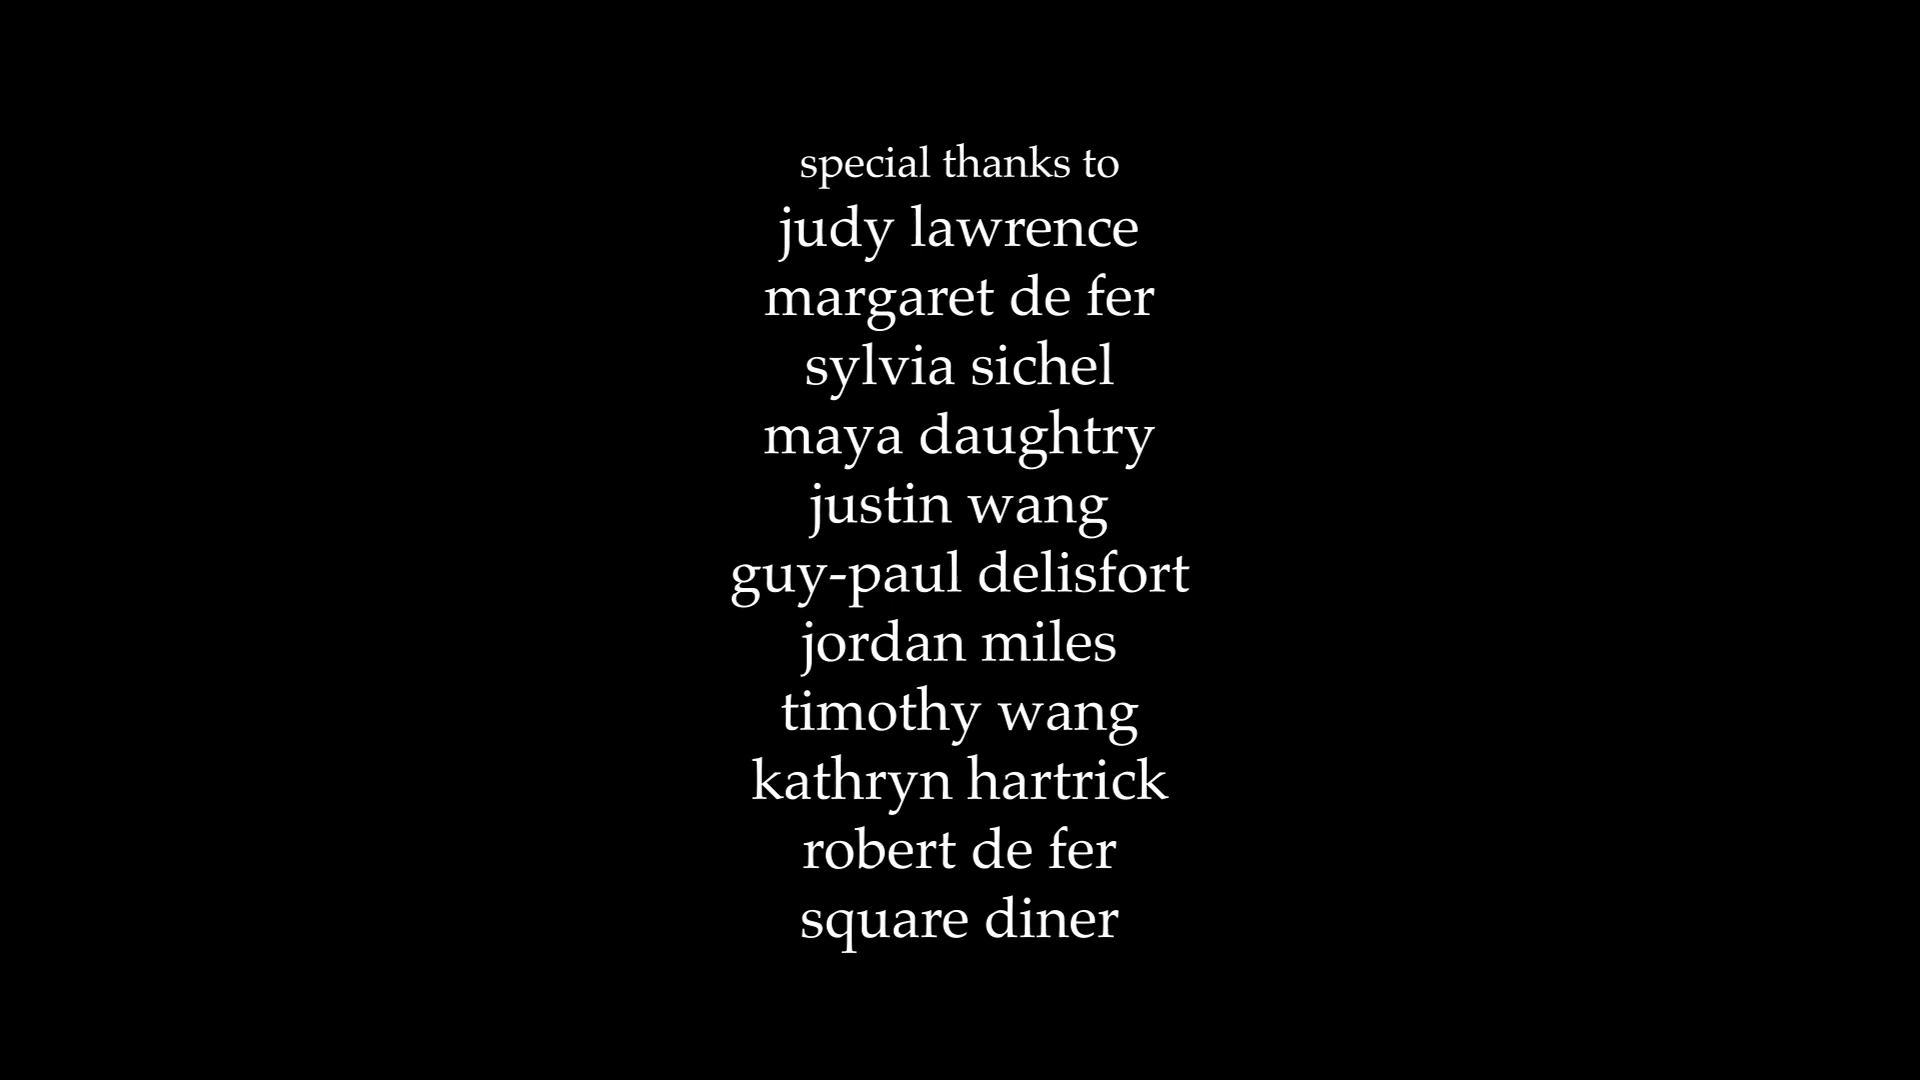 special thanks to
judy lawrence
margaret de fer
sylvia sichel
maya daughtry
justin wang
guy-paul delisfort
jordan miles
timothy wang
kathryn hartrick
robert de fer
square diner